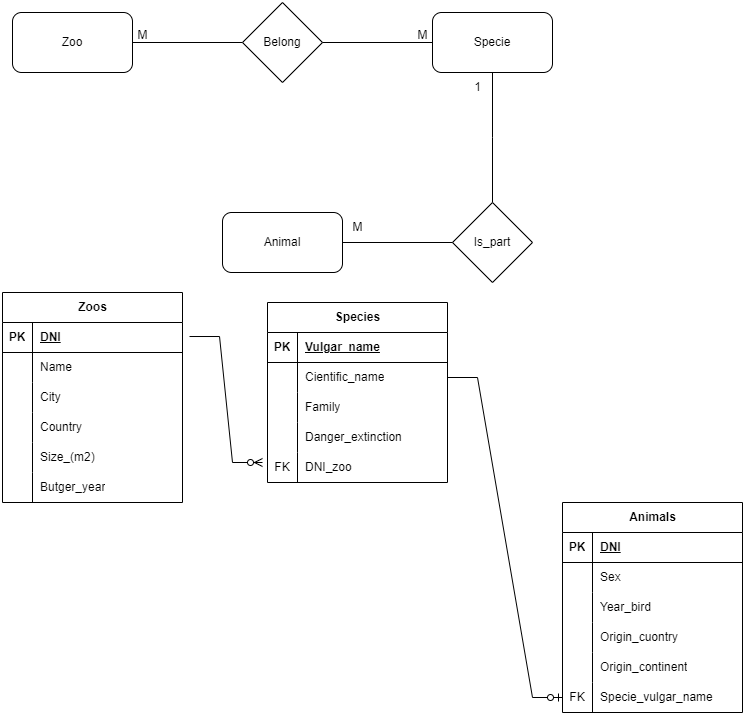 Zoo
M
Belong
M
Specie
1
Animal
M
Is_part
Zoos
PK DNI
Name
City
Country
Size_(m2)
Butger_year
Species
PK Vulgar_name
Cientific_name
Family
Danger_extinction
FK DNI_zoo
Animals
PK DNI
Sex
Year_bird
Origin_cuontry
Origin_continent
FK Specie_vulgar_name